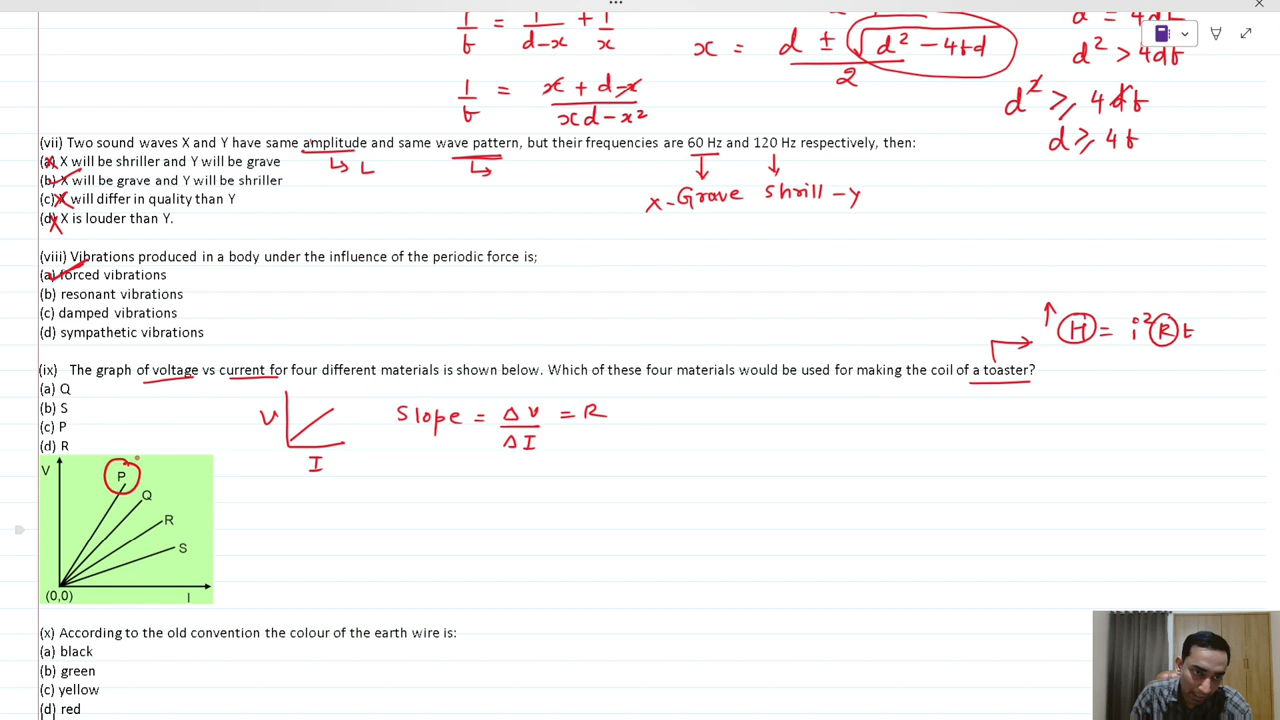 1/f = 1/d-x + 1/x
x = d ± √d² - 4fd / 2
d² > 4df
1/f = x + d - x / xd - x²
d² ≥ 4df
d ≥ 4f
(vii) Two sound waves X and Y have same amplitude and same wave pattern, but their frequencies are 60 Hz and 120 Hz respectively, then:
(a) X will be shriller and Y will be grave
(b) X will be grave and Y will be shriller
(c) X will differ in quality than Y
(d) X is louder than Y.
↳ L
↳
X-Grave Shrill-Y
(viii) Vibrations produced in a body under the influence of the periodic force is;
(a) forced vibrations
(b) resonant vibrations
(c) damped vibrations
(d) sympathetic vibrations
↑ H = i²Rt
(ix) The graph of voltage vs current for four different materials is shown below. Which of these four materials would be used for making the coil of a toaster?
(a) Q
(b) S
(c) P
(d) R
V
I
Slope = ΔV/ΔI = R
V
P
Q
R
S
(0,0)
I
(x) According to the old convention the colour of the earth wire is:
(a) black
(b) green
(c) yellow
(d) red